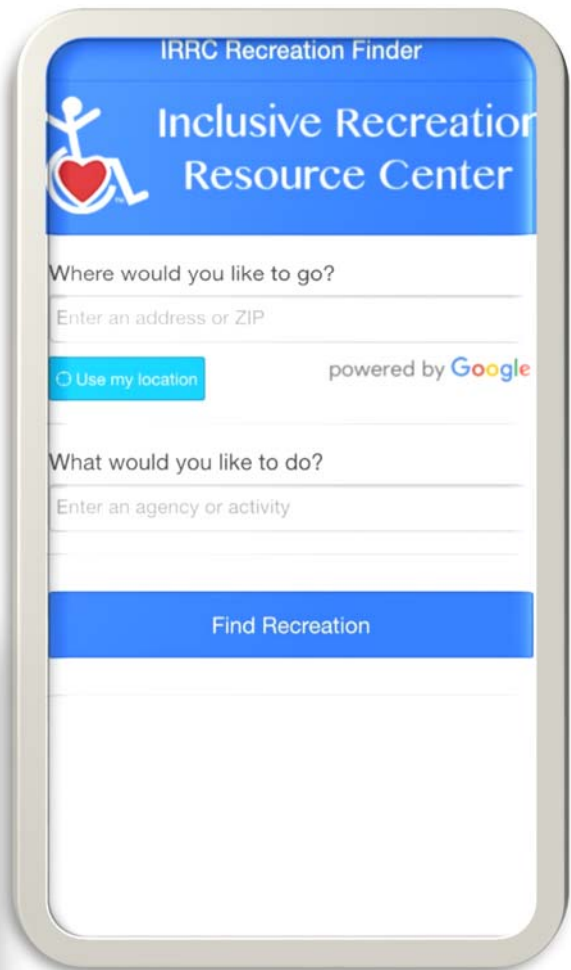 IRRC Recreation Finder
Inclusive Recreation
Resource Center
Where would you like to go?
Enter an address or ZIP
Use my location
powered by Google
What would you like to do?
Enter an agency or activity
Find Recreation